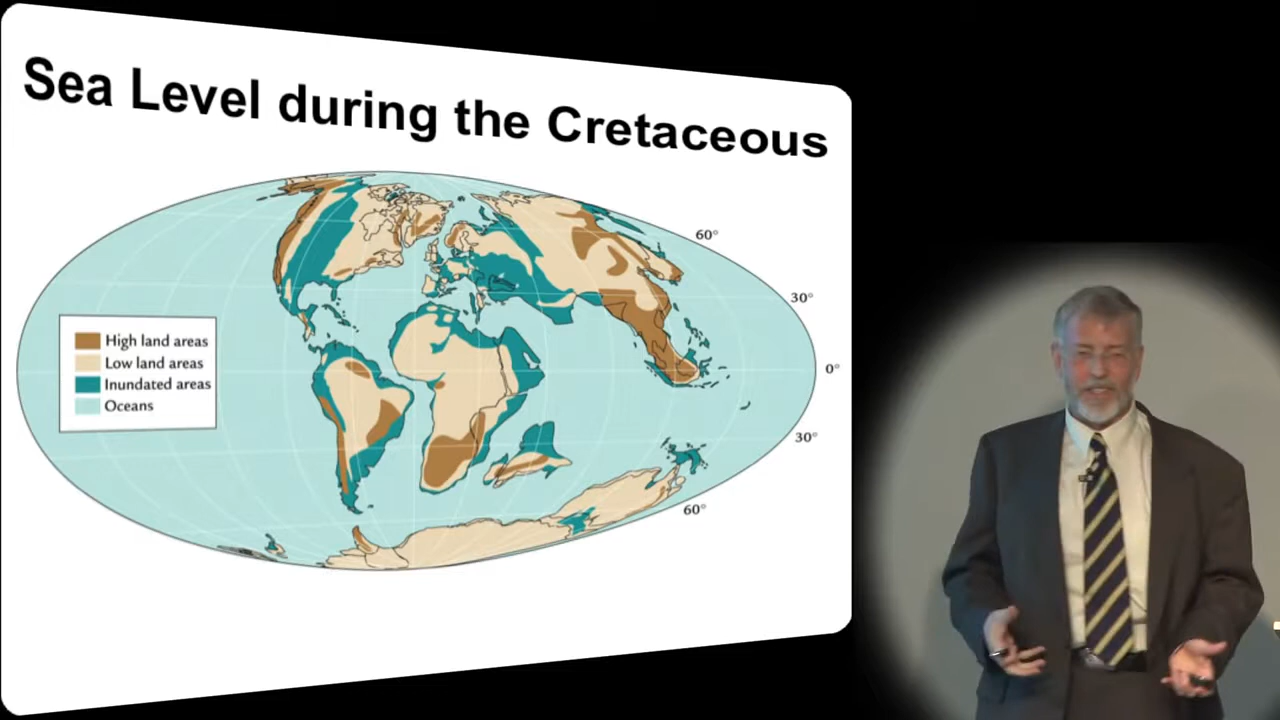 Sea Level during the Cretaceous
60°
30°
High land areas
Low land areas
Inundated areas
Oceans
0°
30°
60°